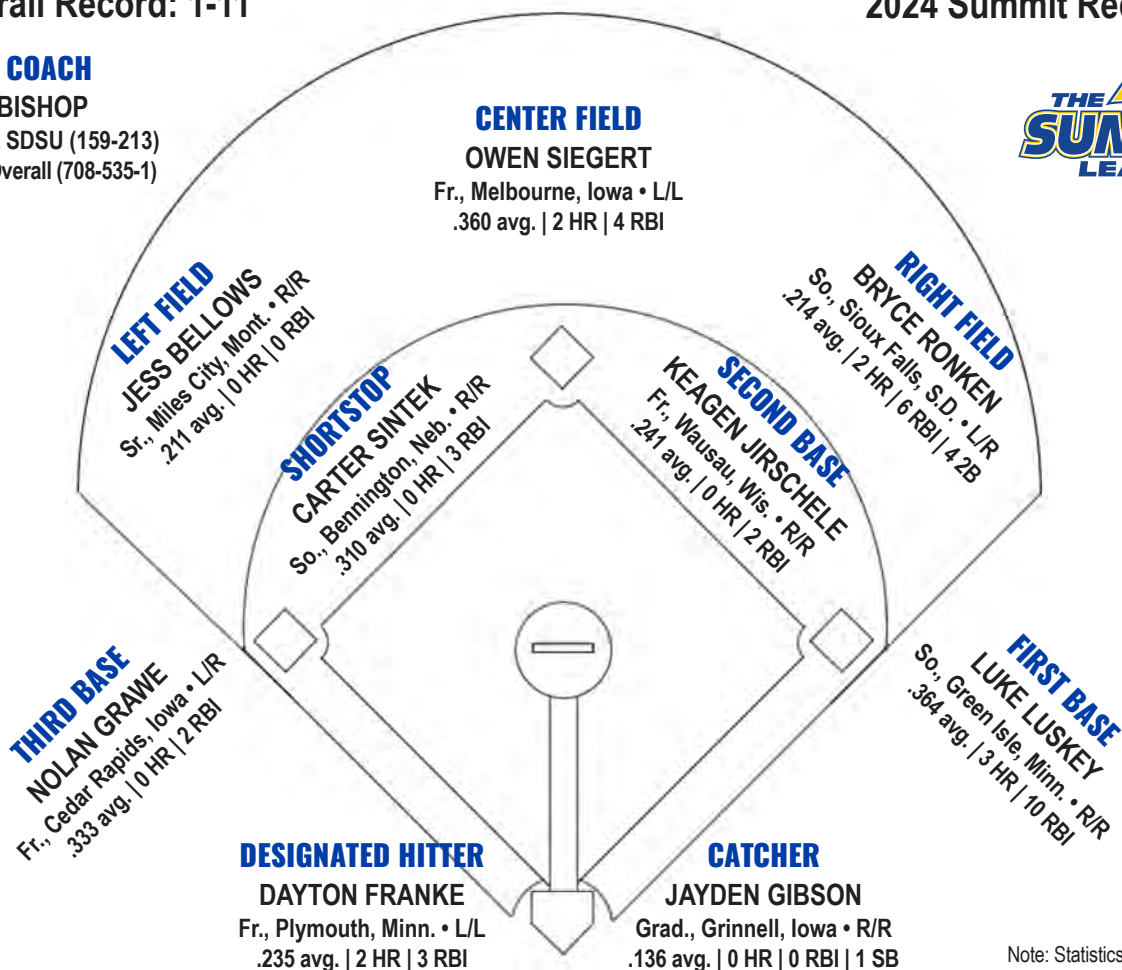 Record: 1-11
2024 Summit
COACH
BISHOP
SDSU (159-213)
(708-535-1)
THE
LEAGUE
CENTER FIELD
OWEN SIEGERT
Fr., Melbourne, Iowa • L/L
.360 avg. | 2 HR | 4 RBI
LEFT FIELD
JESS BELLOWS
Sr., Miles City, Mont. • R/R
.211 avg. | 0 HR | 0 RBI
RIGHT FIELD
BRYCE RONKEN
So., Sioux Falls, S.D. • L/R
.214 avg. | 2 HR | 6 RBI | 4 2B
SHORTSTOP
CARTER SINTEK
So., Bennington, Neb. • R/R
.310 avg. | 0 HR | 3 RBI
SECOND BASE
KEAGEN JIRSCHELE
Fr., Wausau, Wis. • R/R
.241 avg. | 0 HR | 2 RBI
THIRD BASE
NOLAN GRAWE
Fr., Cedar Rapids, Iowa • L/R
.333 avg. | 0 HR | 2 RBI
FIRST BASE
LUKE LUSKEY
So., Green Isle, Minn. • R/R
.364 avg. | 3 HR | 10 RBI
DESIGNATED HITTER
DAYTON FRANKE
Fr., Plymouth, Minn. • L/L
.235 avg. | 2 HR | 3 RBI
CATCHER
JAYDEN GIBSON
Grad., Grinnell, Iowa • R/R
.136 avg. | 0 HR | 0 RBI | 1 SB
Note: Statistics